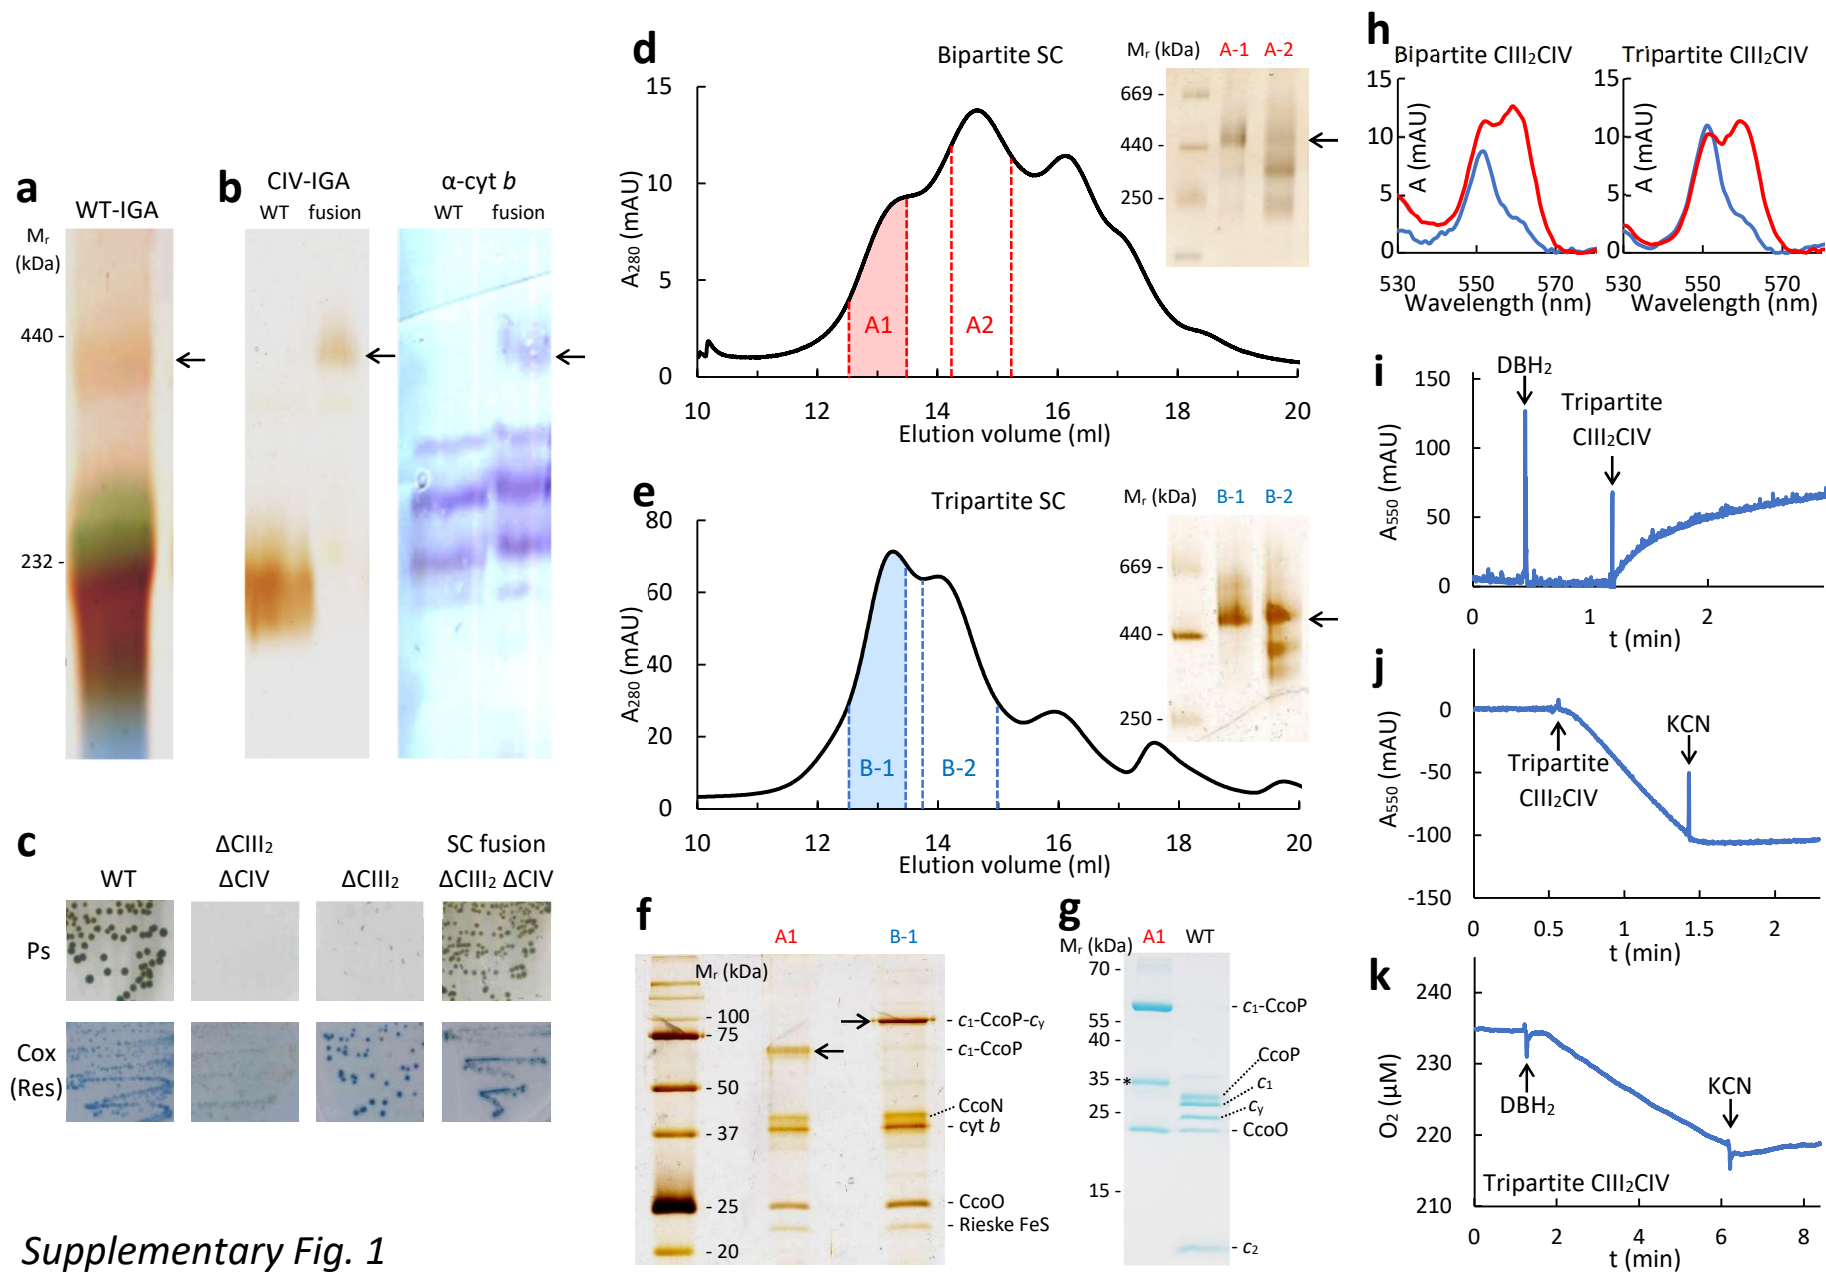 a
WT-IGA
Mr
(kDa)
440 -
232 -
b
CIV-IGA
WT fusion
α-cyt b
WT fusion
c
WT
ΔCIII2
ΔCIV
ΔCIII2
SC fusion
ΔCIII2 ΔCIV
Ps
Cox
(Res)
d
Bipartite SC
A280 (mAU)
15
10
5
0
A1
A2
10 12 14 16 18 20
Elution volume (ml)
Mr (kDa) A-1 A-2
669 -
440 -
250 -
e
Tripartite SC
A280 (mAU)
80
60
40
20
0
B-1
B-2
10 12 14 16 18 20
Elution volume (ml)
Mr (kDa) B-1 B-2
669 -
440 -
250 -
f
A1 B-1
Mr (kDa)
- 100
- 75
- 50
- 37
- 25
- 20
- c1-CcoP-cy
- c1-CcoP
CcoN
- cyt b
- CcoO
- Rieske FeS
g
Mr (kDa) A1 WT
70 -
55 -
40 -
35 -*
25 -
15 -
- c1-CcoP
CcoP
c1
cy
- CcoO
- c2
h
Bipartite CIII2CIV
A (mAU)
15
10
5
0
530 550 570
Wavelength (nm)
Tripartite CIII2CIV
A (mAU)
15
10
5
0
530 550 570
Wavelength (nm)
i
A550 (mAU)
150
100
50
0
DBH2
Tripartite
CIII2CIV
0 1 2
t (min)
j
A550 (mAU)
0
-50
-100
-150
Tripartite
CIII2CIV
KCN
0 0.5 1 1.5 2
t (min)
k
O2 (μM)
240
230
220
210
DBH2
KCN
Tripartite CIII2CIV
0 2 4 6 8
t (min)
Supplementary Fig. 1